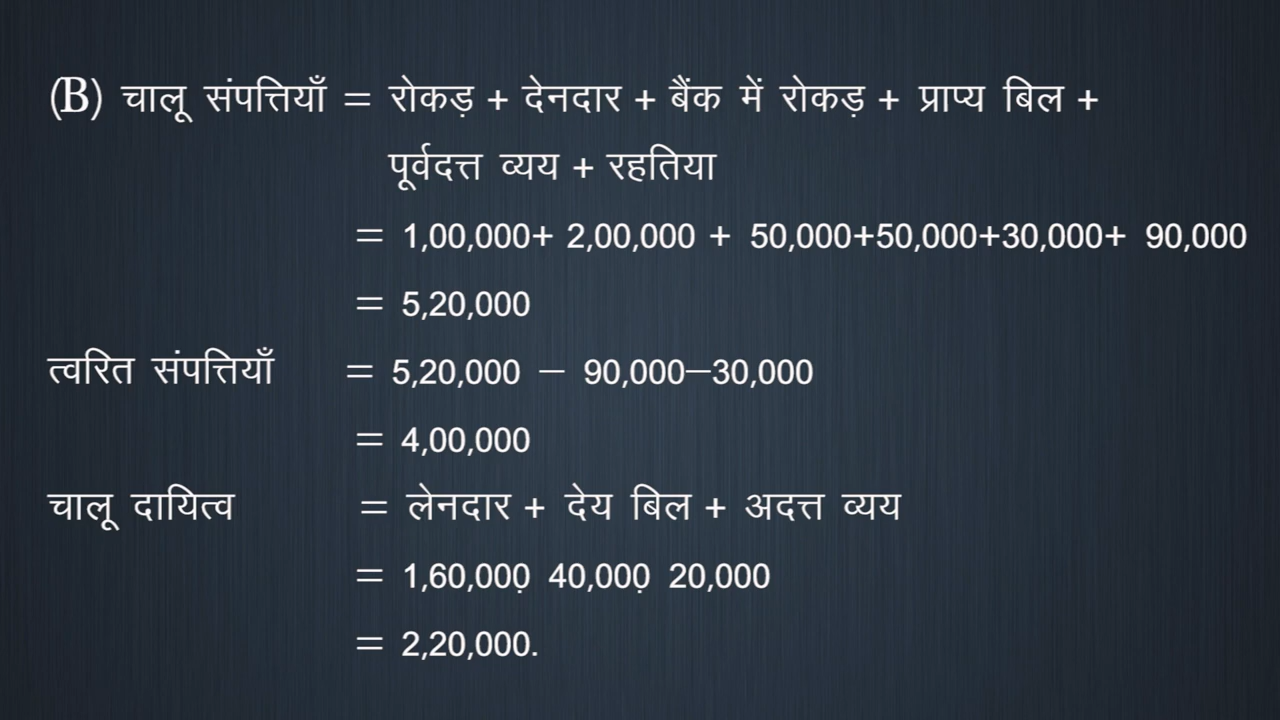 (B) चालू संपत्तियाँ = रोकड़ + देनदार + बैंक में रोकड़ + प्राप्य बिल +
पूर्वदत्त व्यय + रहतिया
= 1,00,000+ 2,00,000 + 50,000+50,000+30,000+ 90,000
= 5,20,000
त्वरित संपत्तियाँ = 5,20,000 – 90,000–30,000
= 4,00,000
चालू दायित्व = लेनदार + देय बिल + अदत्त व्यय
= 1,60,000़ 40,000़ 20,000
= 2,20,000.